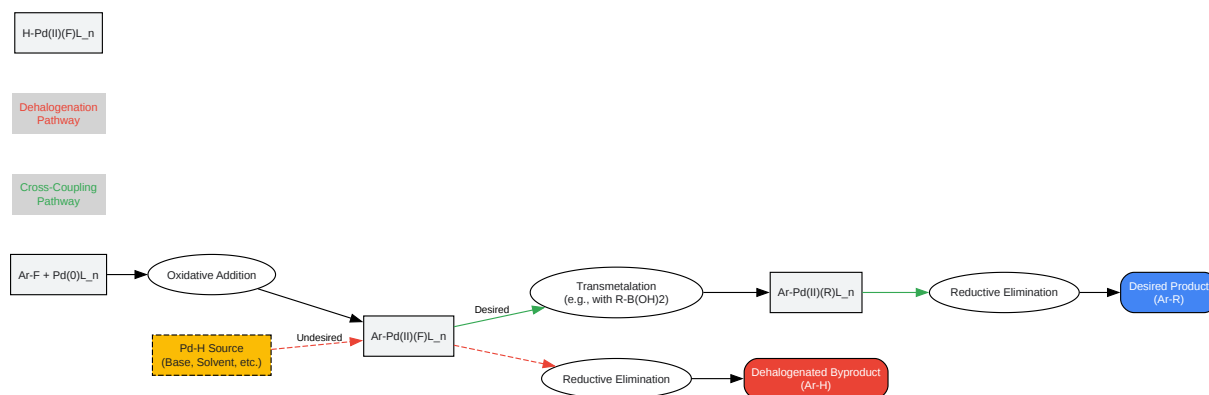 H-Pd(II)(F)L_n
Dehalogenation
Pathway
Cross-Coupling
Pathway
Ar-F + Pd(0)L_n
Oxidative Addition
Pd-H Source
(Base, Solvent, etc.)
Undesired
Ar-Pd(II)(F)L_n
Desired
Transmetalation
(e.g., with R-B(OH)2)
Ar-Pd(II)(R)L_n
Reductive Elimination
Desired Product
(Ar-R)
Reductive Elimination
Dehalogenated Byproduct
(Ar-H)